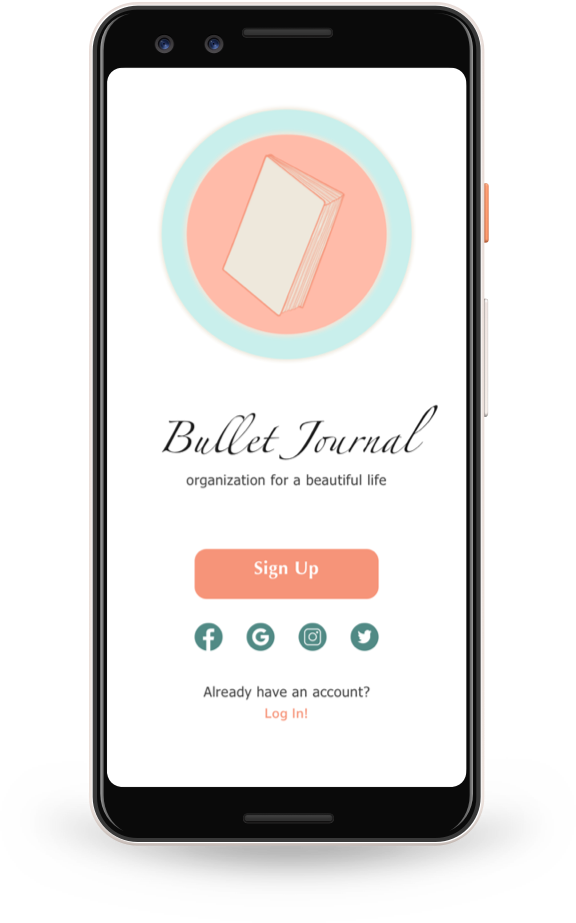 Bullet Journal
organization for a beautiful life
Sign Up
Already have an account?
Log In!